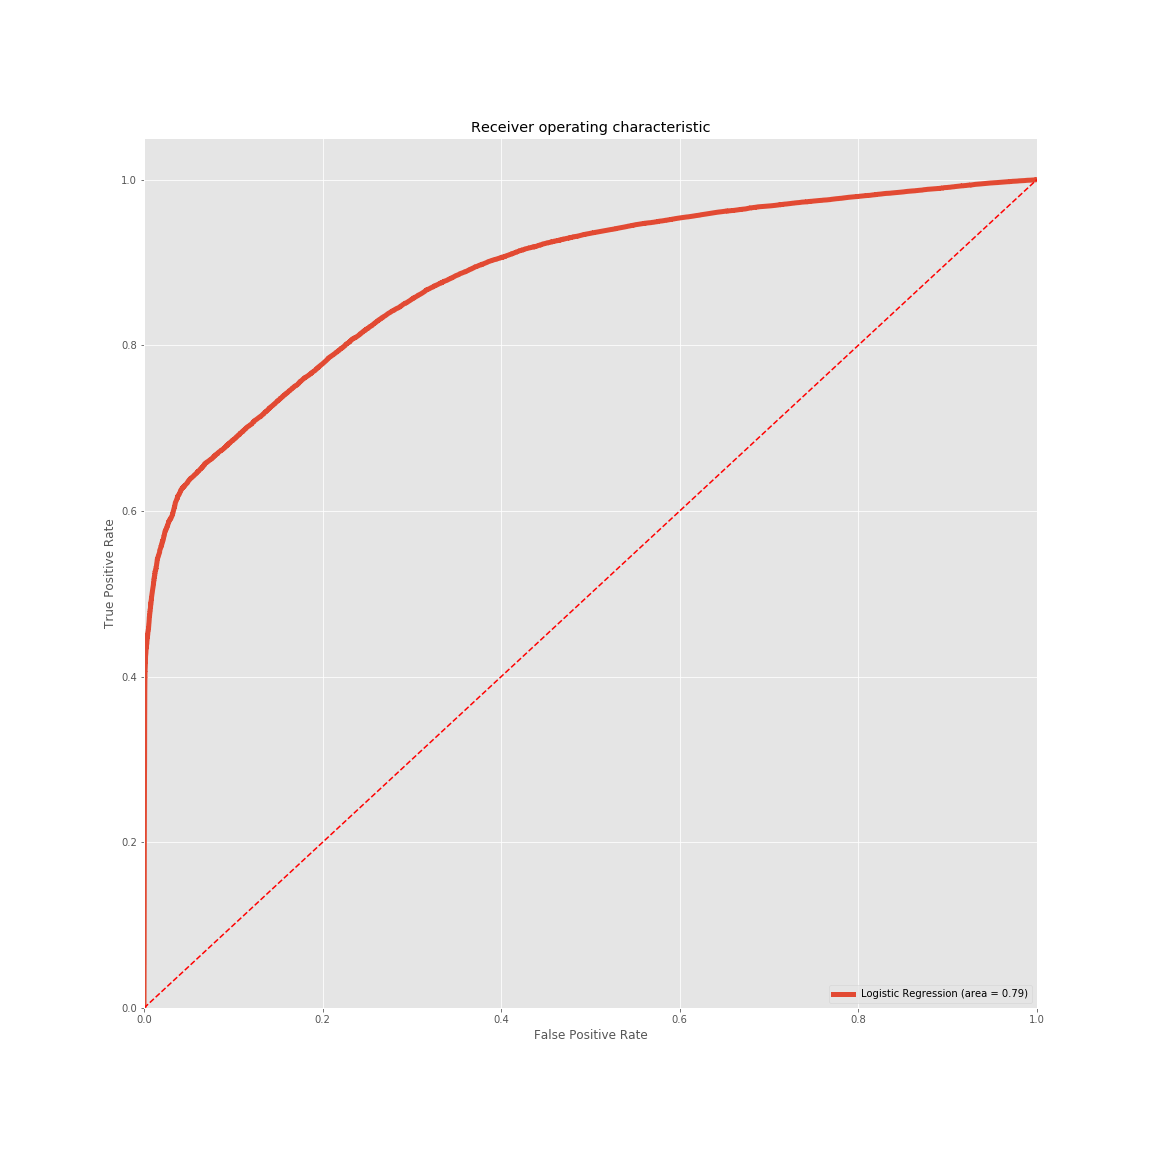 Receiver operating characteristic
1.0
0.8
0.6
0.4
0.2
0.0
True Positive Rate
0.0 0.2 0.4 0.6 0.8 1.0
False Positive Rate
Logistic Regression (area = 0.79)